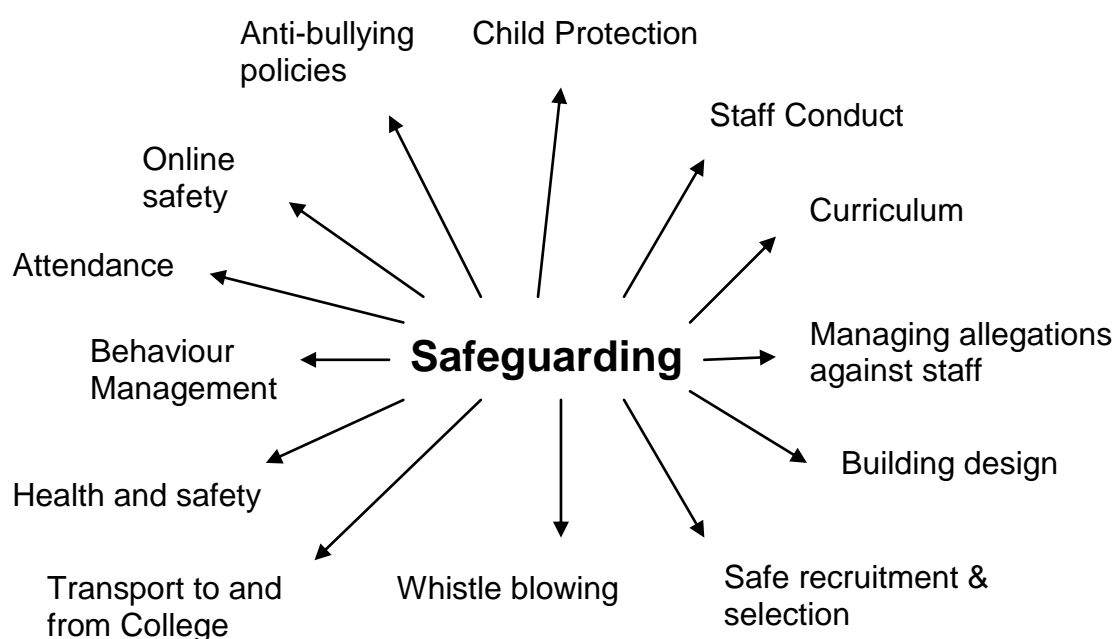 Anti-bullying
policies
Child Protection
Staff Conduct
Online
safety
Curriculum
Attendance
Managing allegations
against staff
Behaviour
Management
Safeguarding
Building design
Health and safety
Transport to and
from College
Whistle blowing
Safe recruitment &
selection